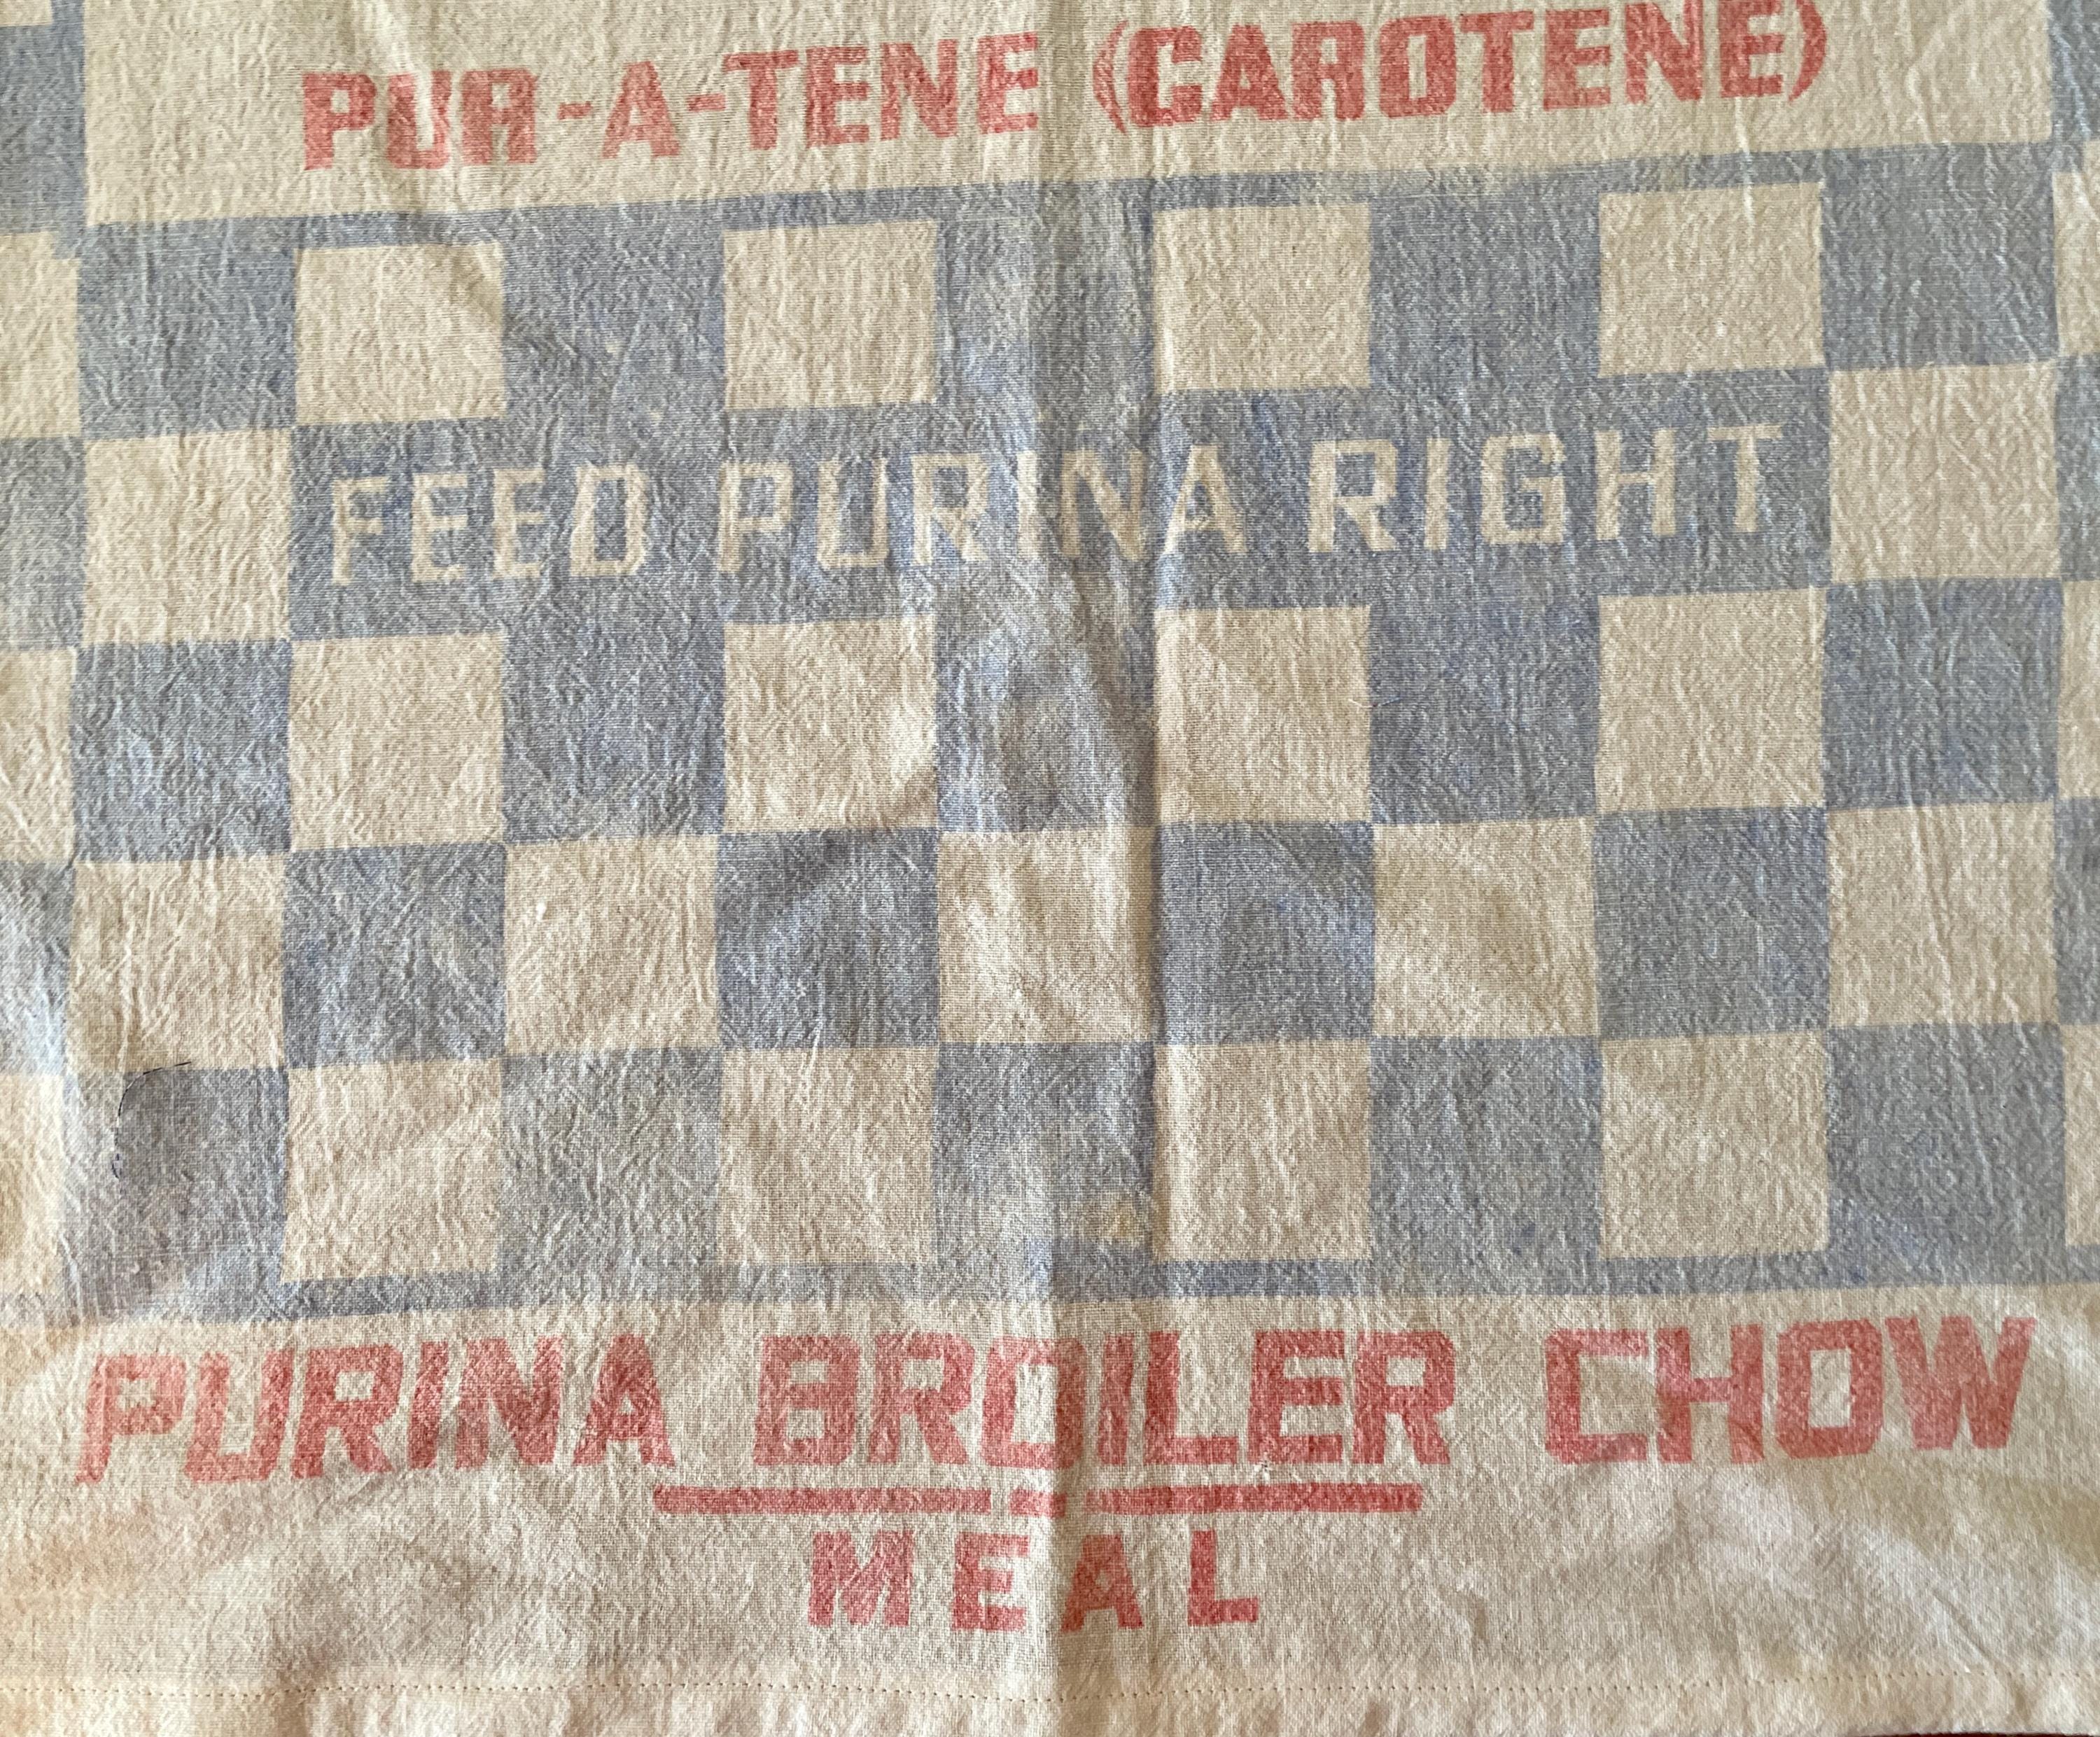 PUR-A-TENE (CAROTENE)
FEED PURINA RIGHT
PURINA BROILER CHOW
MEAL